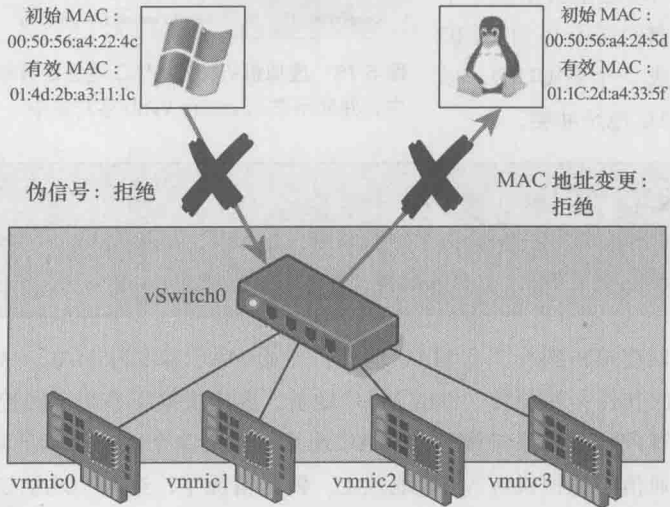 初始 MAC：
00:50:56:a4:22:4c
有效 MAC：
01:4d:2b:a3:11:1c
初始 MAC：
00:50:56:a4:24:5d
有效 MAC：
01:1C:2d:a4:33:5f
伪信号：拒绝
MAC 地址变更：
拒绝
vSwitch0
vmnic0
vmnic1
vmnic2
vmnic3